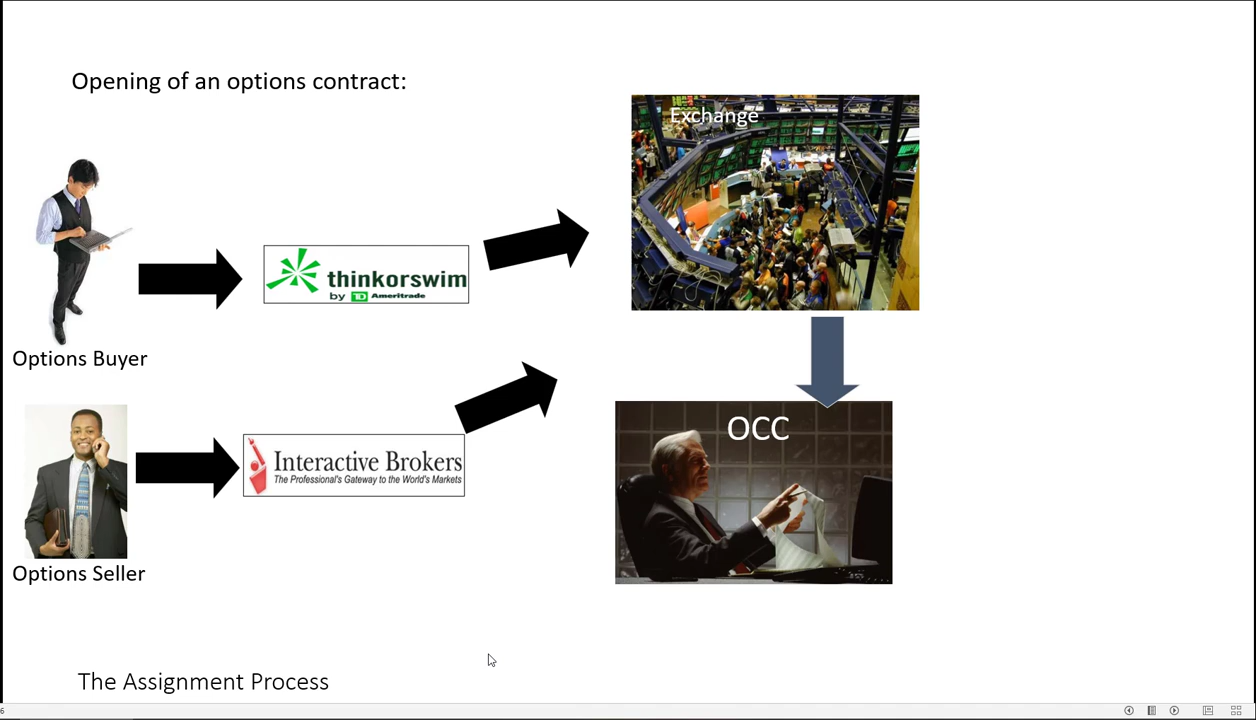 Opening of an options contract:
Exchange
thinkorswim
by TD Ameritrade
Options Buyer
OCC
Interactive Brokers
The Professional's Gateway to the World's Markets
Options Seller
The Assignment Process
6